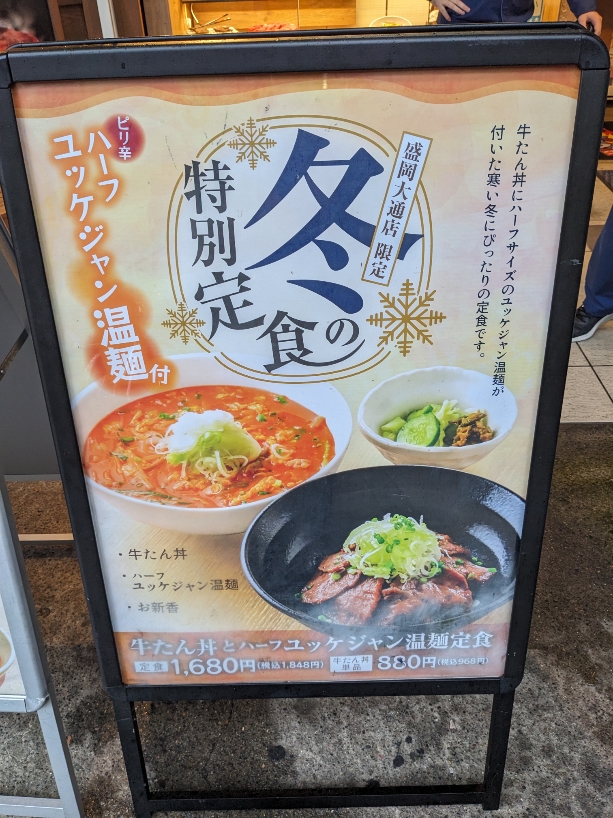 牛たん丼にハーフサイズのユッケジャン温麺が
付いた寒い冬にぴったりの定食です。
盛岡大通店 限定
冬の
特別定食
ピリ辛
ハーフ
ユッケジャン温麺付
・牛たん丼
・ハーフ
ユッケジャン温麺
・お新香
牛たん丼とハーフユッケジャン温麺定食
定食 1,680円(税込1,848円) 牛たん丼単品 880円(税込968円)